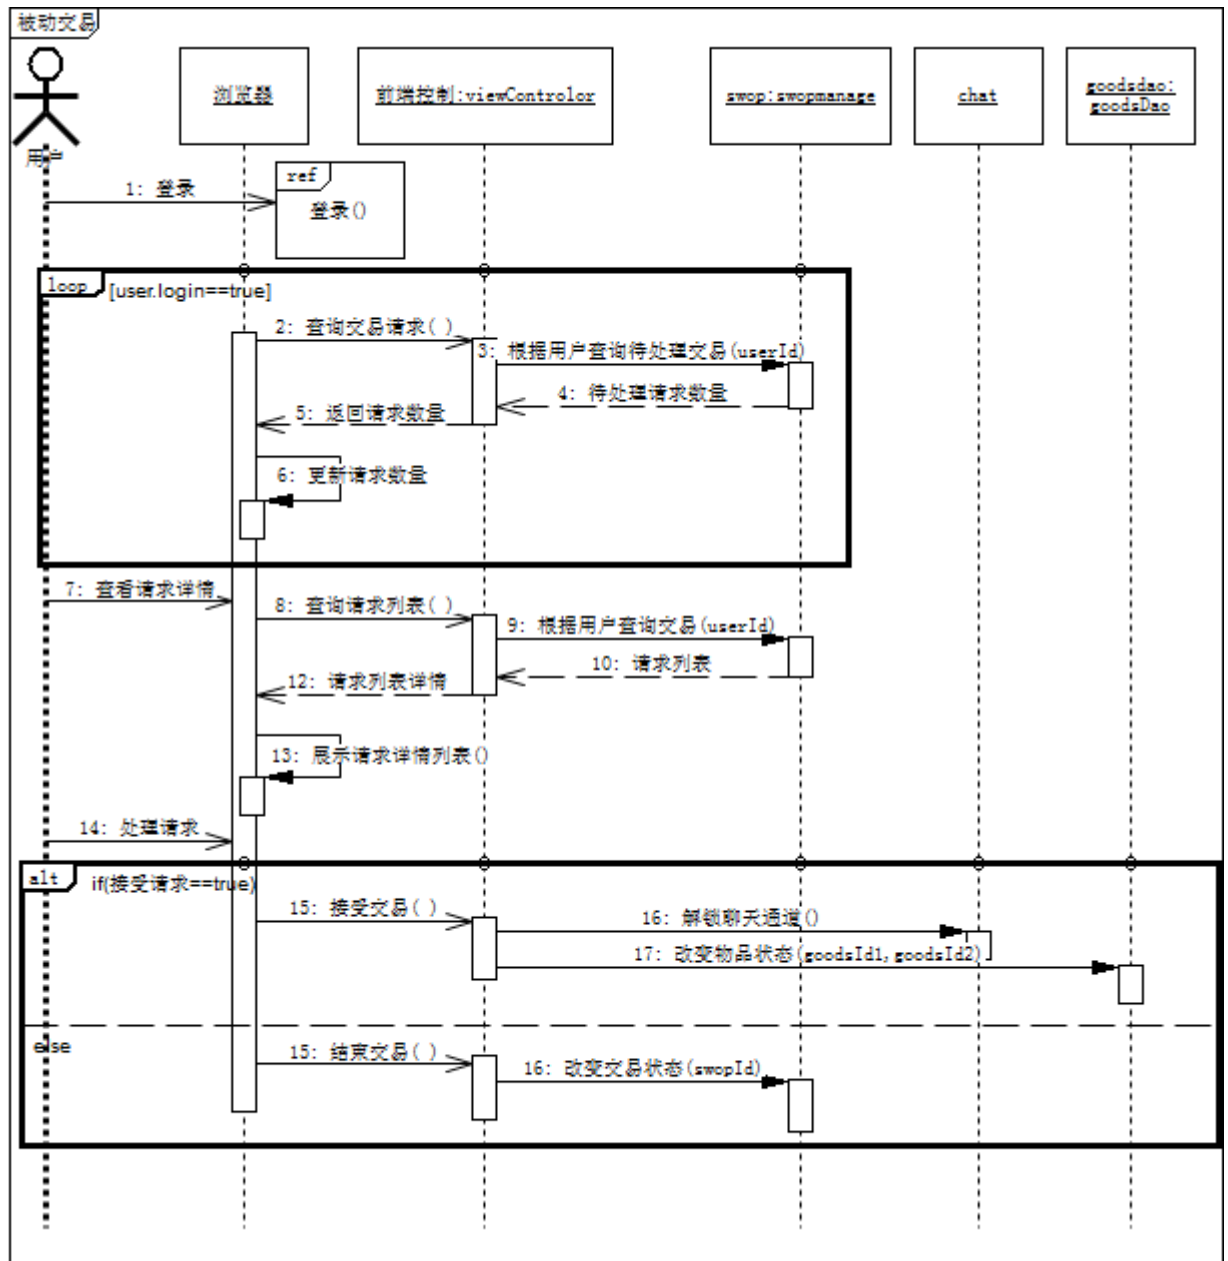 被动交易
用户
浏览器
前端控制:viewControlor
swop:swopmanage
chat
goodsdao:
goodsDao
1: 登录
ref
登录()
loop
[user.login==true]
2: 查询交易请求( )
3: 根据用户查询待处理交易(userId)
4: 待处理请求数量
5: 返回请求数量
6: 更新请求数量
7: 查看请求详情
8: 查询请求列表( )
9: 根据用户查询交易(userId)
10: 请求列表
12: 请求列表详情
13: 展示请求详情列表()
14: 处理请求
alt
if(接受请求==true)
15: 接受交易( )
16: 解锁聊天通道()
17: 改变物品状态(goodsId1,goodsId2)
else
15: 结束交易( )
16: 改变交易状态(swopId)